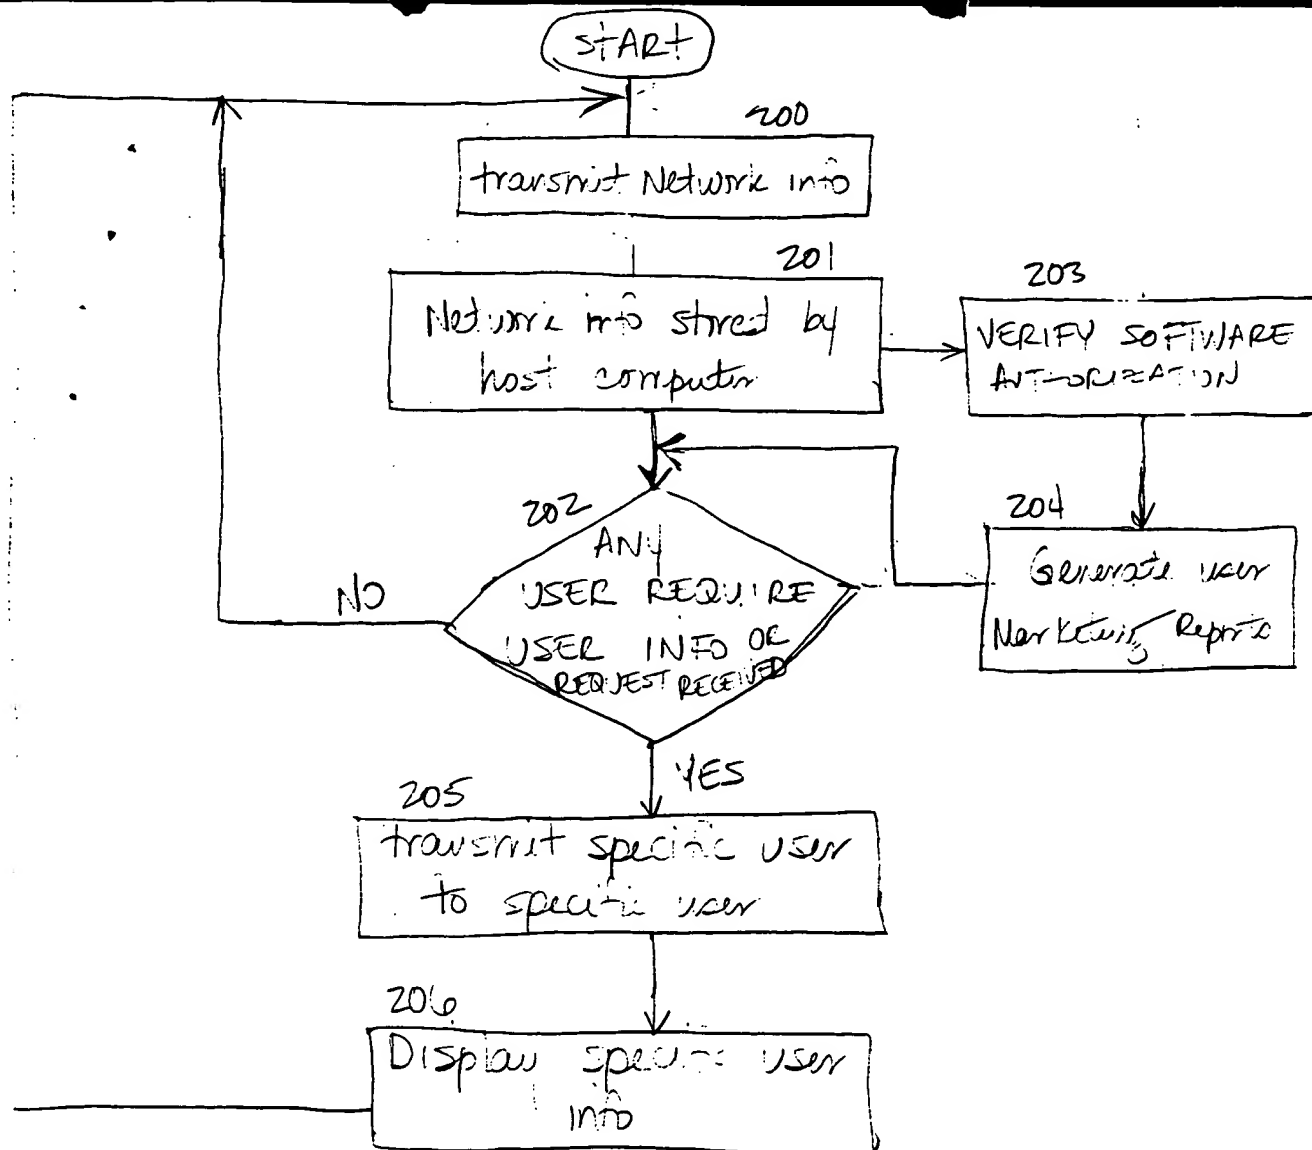 START
200
transmit Network info
201
Network info stored by
host computer
203
VERIFY SOFTWARE
AUTHORIZATION
202
ANY
USER REQUIRE
USER INFO OR
REQUEST RECEIVED
NO
204
Generate user
Marketing Reports
YES
205
transmit specific user
to specific user
206
Display specific user
info